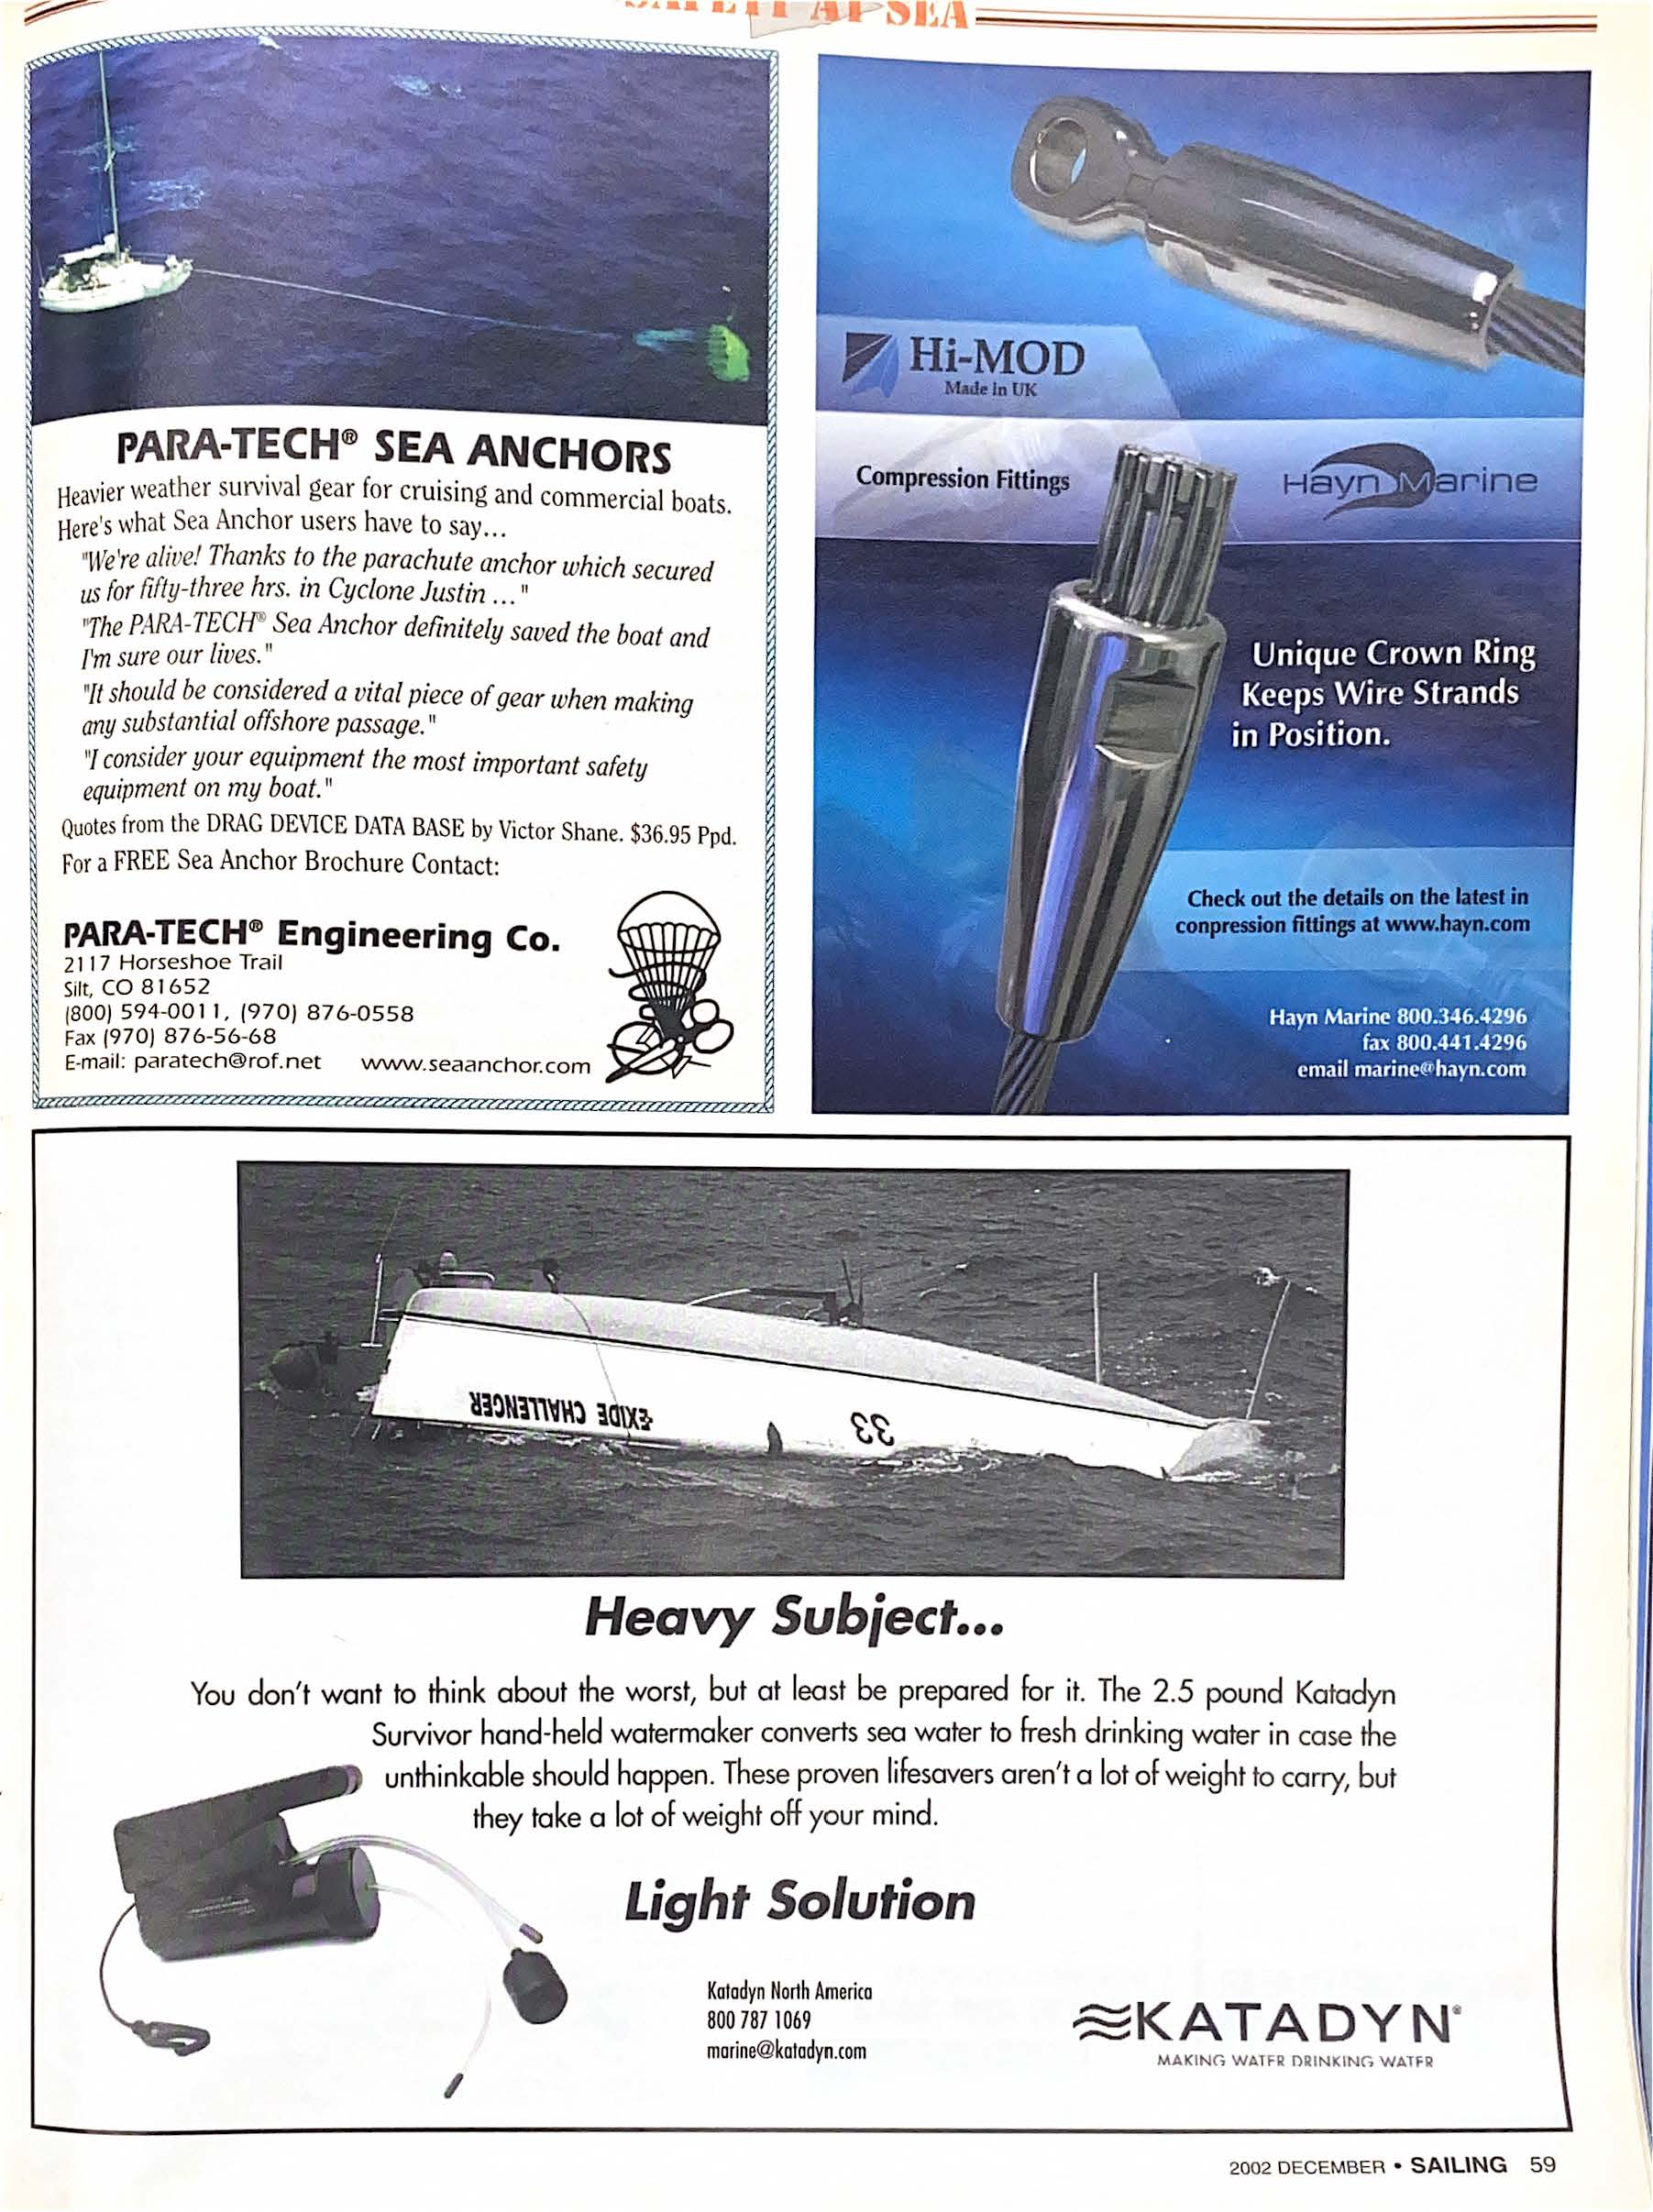 SAFETY AT SEA
PARA-TECH® SEA ANCHORS
Heavier weather survival gear for cruising and commercial boats.
Here's what Sea Anchor users have to say...
"We're alive! Thanks to the parachute anchor which secured
us for fifty-three hrs. in Cyclone Justin ... "
"The PARA-TECH® Sea Anchor definitely saved the boat and
I'm sure our lives."
"It should be considered a vital piece of gear when making
any substantial offshore passage."
"I consider your equipment the most important safety
equipment on my boat."
Quotes from the DRAG DEVICE DATA BASE by Victor Shane. $36.95 Ppd.
For a FREE Sea Anchor Brochure Contact:
PARA-TECH® Engineering Co.
2117 Horseshoe Trail
Silt, CO 81652
(800) 594-0011, (970) 876-0558
Fax (970) 876-56-68
E-mail: paratech@rof.net www.seaanchor.com
Hi-MOD
Made in UK
Compression Fittings
Hayn Marine
Unique Crown Ring
Keeps Wire Strands
in Position.
Check out the details on the latest in
conpression fittings at www.hayn.com
Hayn Marine 800.346.4296
fax 800.441.4296
email marine@hayn.com
EXIDE CHALLENGER
33
Heavy Subject...
You don't want to think about the worst, but at least be prepared for it. The 2.5 pound Katadyn
Survivor hand-held watermaker converts sea water to fresh drinking water in case the
unthinkable should happen. These proven lifesavers aren't a lot of weight to carry, but
they take a lot of weight off your mind.
Light Solution
Katadyn North America
800 787 1069
marine@katadyn.com
KATADYN®
MAKING WATER DRINKING WATER
2002 DECEMBER • SAILING 59